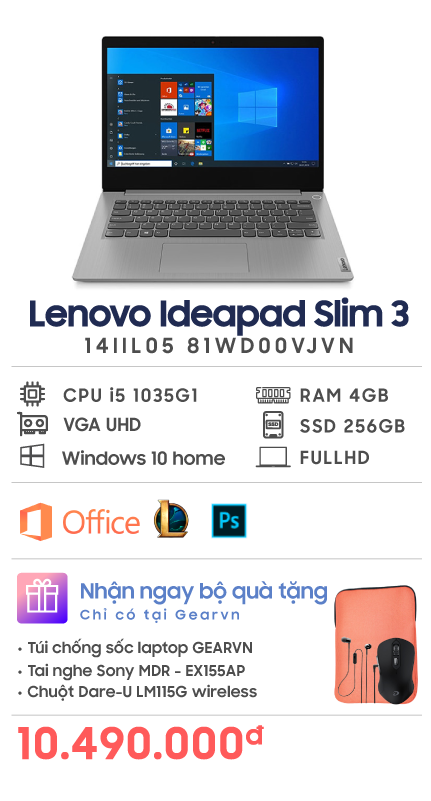 Lenovo Ideapad Slim 3
14IIL05 81WD00VJVN
CPU i5 1035G1
RAM 4GB
VGA UHD
SSD 256GB
Windows 10 home
FULLHD
Office
Ps
Nhận ngay bộ quà tặng
Chỉ có tại Gearvn
• Túi chống sốc laptop GEARVN
• Tai nghe Sony MDR - EX155AP
• Chuột Dare-U LM115G wireless
10.490.000đ